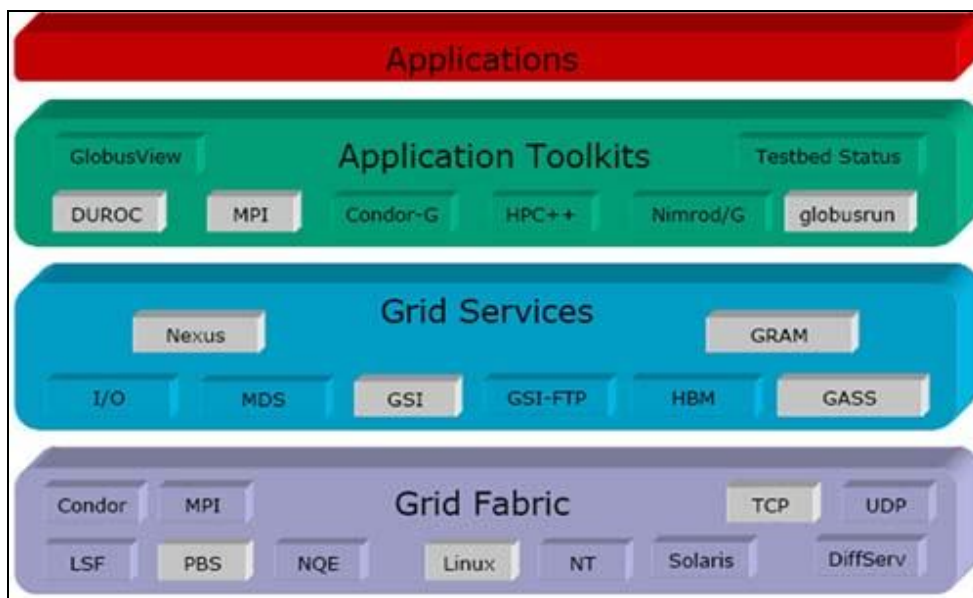 Applications
GlobusView Application Toolkits Testbed Status
DUROC MPI Condor-G HPC++ Nimrod/G globusrun
Grid Services
Nexus GRAM
I/O MDS GSI GSI-FTP HBM GASS
Condor MPI Grid Fabric TCP UDP
LSF PBS NQE Linux NT Solaris DiffServ